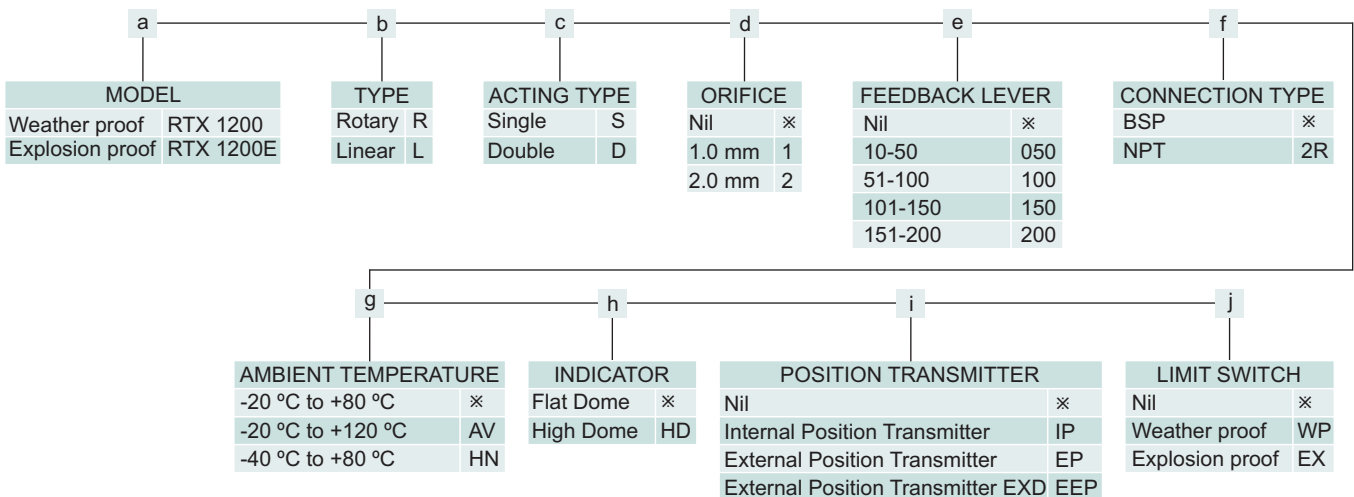 a b c d e f
MODEL
Weather proof RTX 1200
Explosion proof RTX 1200E
TYPE
Rotary R
Linear L
ACTING TYPE
Single S
Double D
ORIFICE
Nil ※
1.0 mm 1
2.0 mm 2
FEEDBACK LEVER
Nil ※
10-50 050
51-100 100
101-150 150
151-200 200
CONNECTION TYPE
BSP ※
NPT 2R
g h i j
AMBIENT TEMPERATURE
-20 ºC to +80 ºC ※
-20 ºC to +120 ºC AV
-40 ºC to +80 ºC HN
INDICATOR
Flat Dome ※
High Dome HD
POSITION TRANSMITTER
Nil ※
Internal Position Transmitter IP
External Position Transmitter EP
External Position Transmitter EXD EEP
LIMIT SWITCH
Nil ※
Weather proof WP
Explosion proof EX